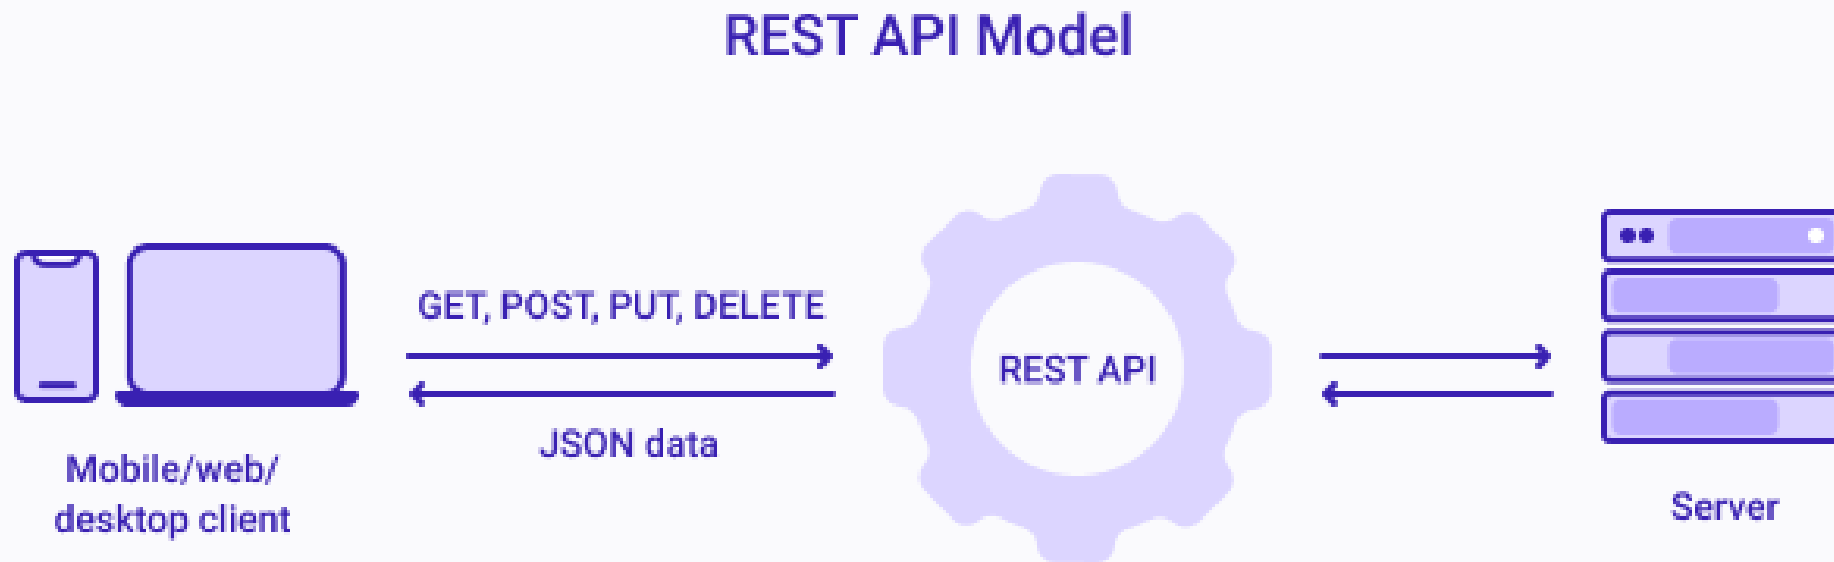 REST API Model
GET, POST, PUT, DELETE
REST API
JSON data
Mobile/web/
desktop client
Server